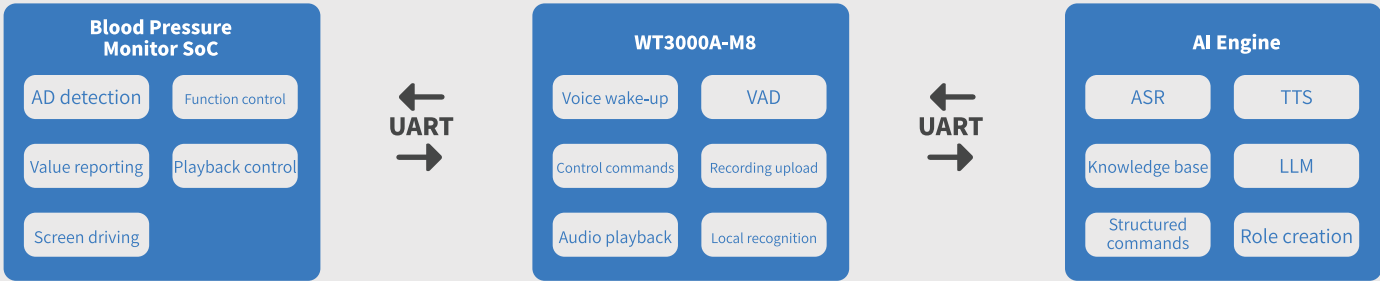 Blood Pressure
Monitor SoC
AD detection
Function control
Value reporting
Playback control
Screen driving
UART
WT3000A-M8
Voice wake-up
VAD
Control commands
Recording upload
Audio playback
Local recognition
UART
AI Engine
ASR
TTS
Knowledge base
LLM
Structured
commands
Role creation